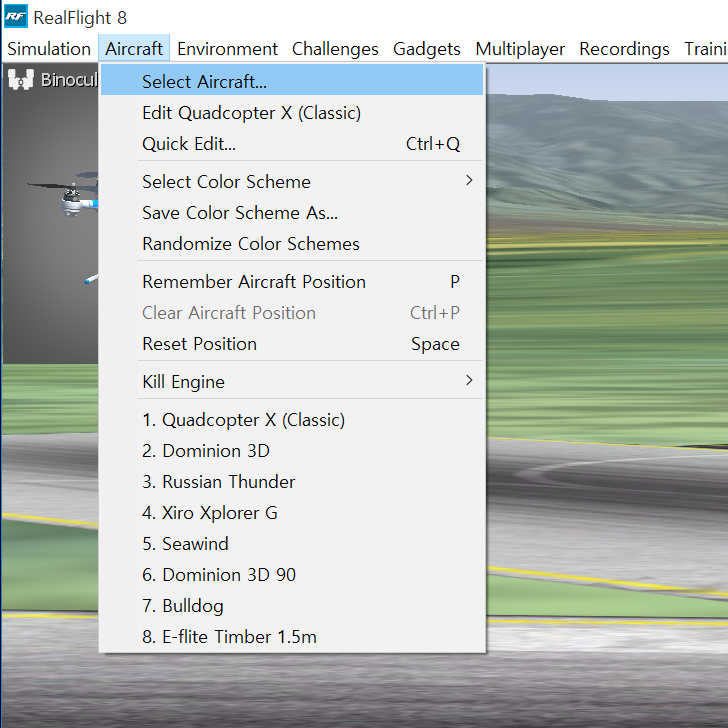 RF RealFlight 8
Simulation Aircraft Environment Challenges Gadgets Multiplayer Recordings Traini
Binocul
Select Aircraft...
Edit Quadcopter X (Classic)
Quick Edit... Ctrl+Q
Select Color Scheme
Save Color Scheme As...
Randomize Color Schemes
Remember Aircraft Position P
Clear Aircraft Position Ctrl+P
Reset Position Space
Kill Engine
1. Quadcopter X (Classic)
2. Dominion 3D
3. Russian Thunder
4. Xiro Xplorer G
5. Seawind
6. Dominion 3D 90
7. Bulldog
8. E-flite Timber 1.5m